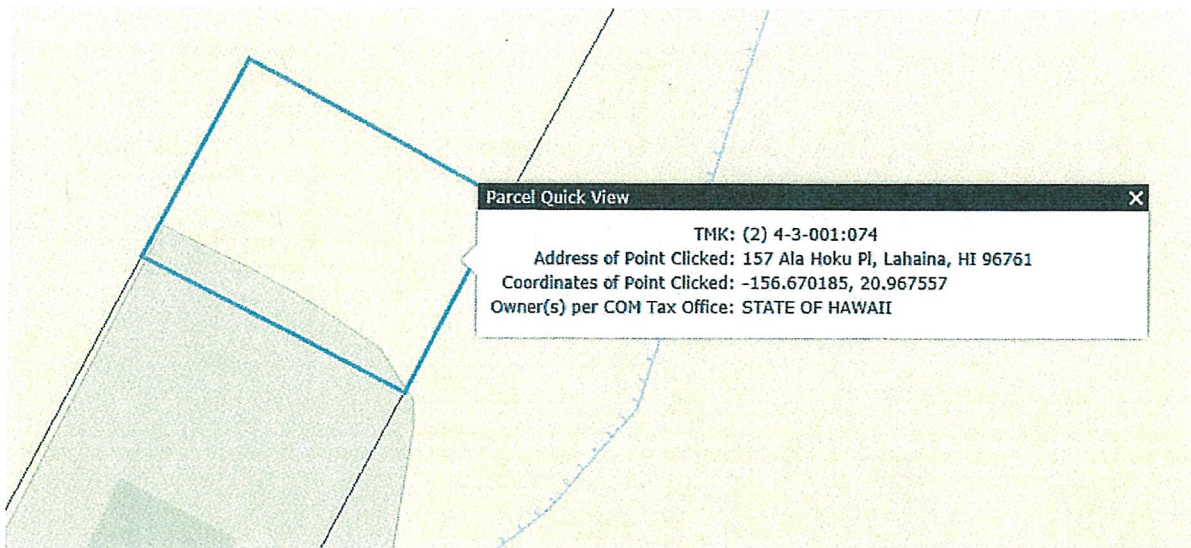 Parcel Quick View ×
TMK: (2) 4-3-001:074
Address of Point Clicked: 157 Ala Hoku Pl, Lahaina, HI 96761
Coordinates of Point Clicked: -156.670185, 20.967557
Owner(s) per COM Tax Office: STATE OF HAWAII